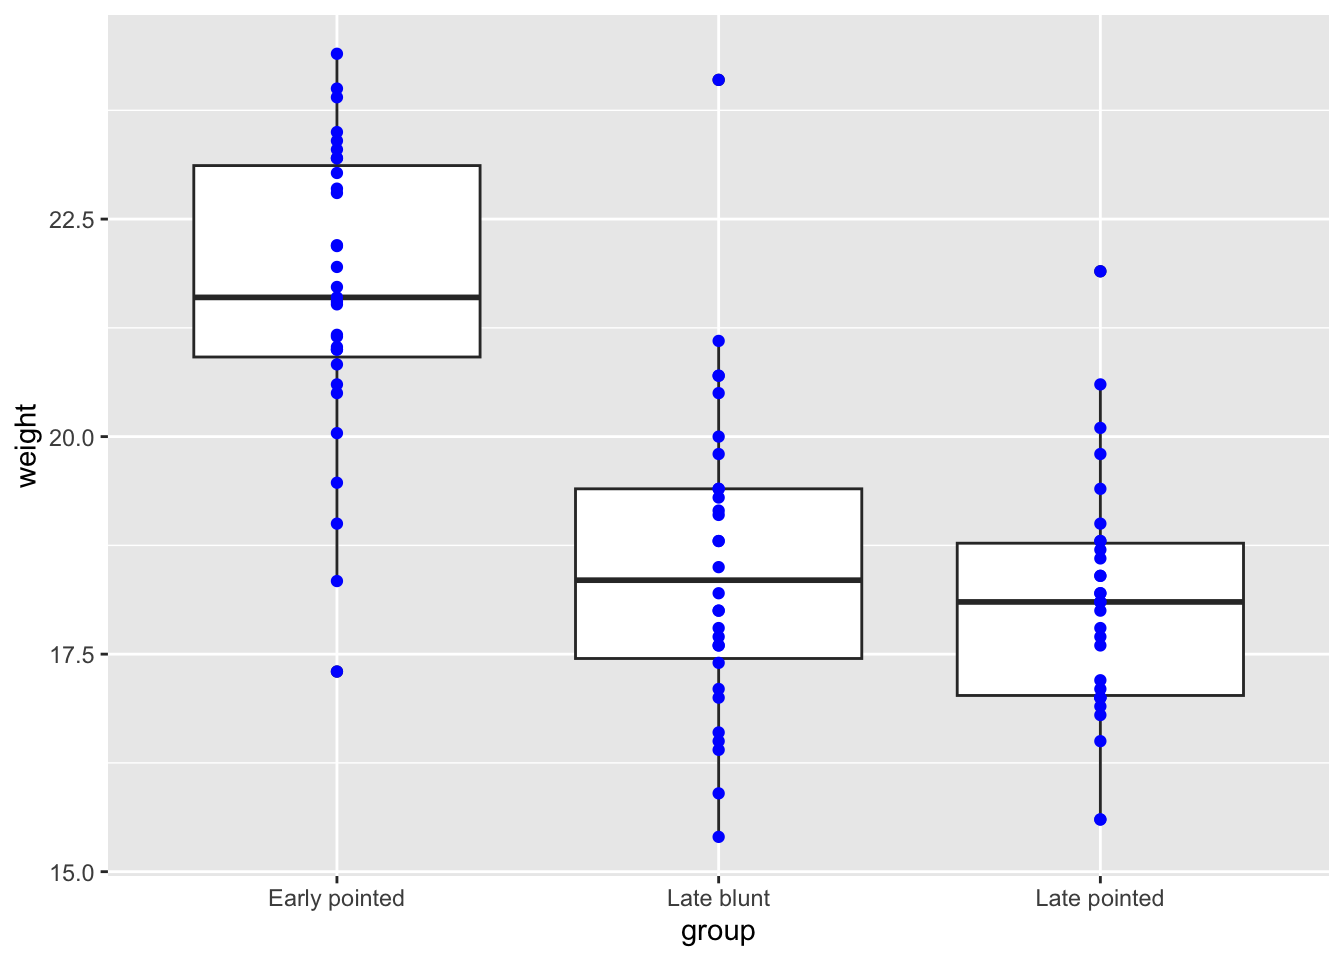 weight
22.5
20.0
17.5
15.0
Early pointed
Late blunt
Late pointed
group